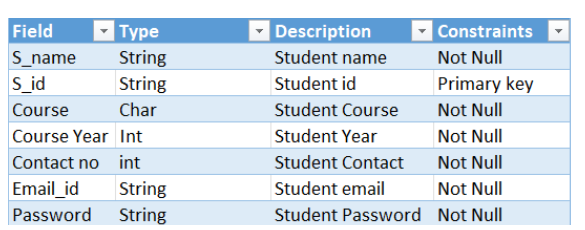 Field Type Description Constraints
S_name String Student name Not Null
S_id String Student id Primary key
Course Char Student Course Not Null
Course Year Int Student Year Not Null
Contact no int Student Contact Not Null
Email_id String Student email Not Null
Password String Student Password Not Null